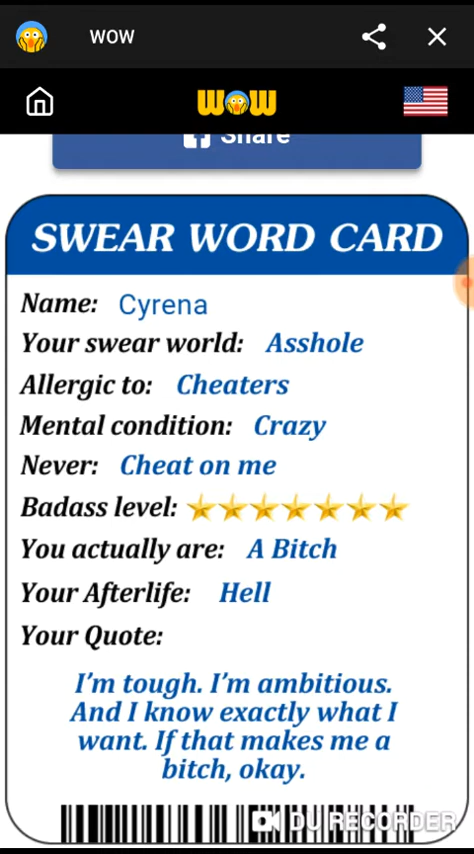 WOW
WOW
Share
SWEAR WORD CARD
Name: Cyrena
Your swear world: Asshole
Allergic to: Cheaters
Mental condition: Crazy
Never: Cheat on me
Badass level:
You actually are: A Bitch
Your Afterlife: Hell
Your Quote:
I'm tough. I'm ambitious.
And I know exactly what I
want. If that makes me a
bitch, okay.
DU RECORDER